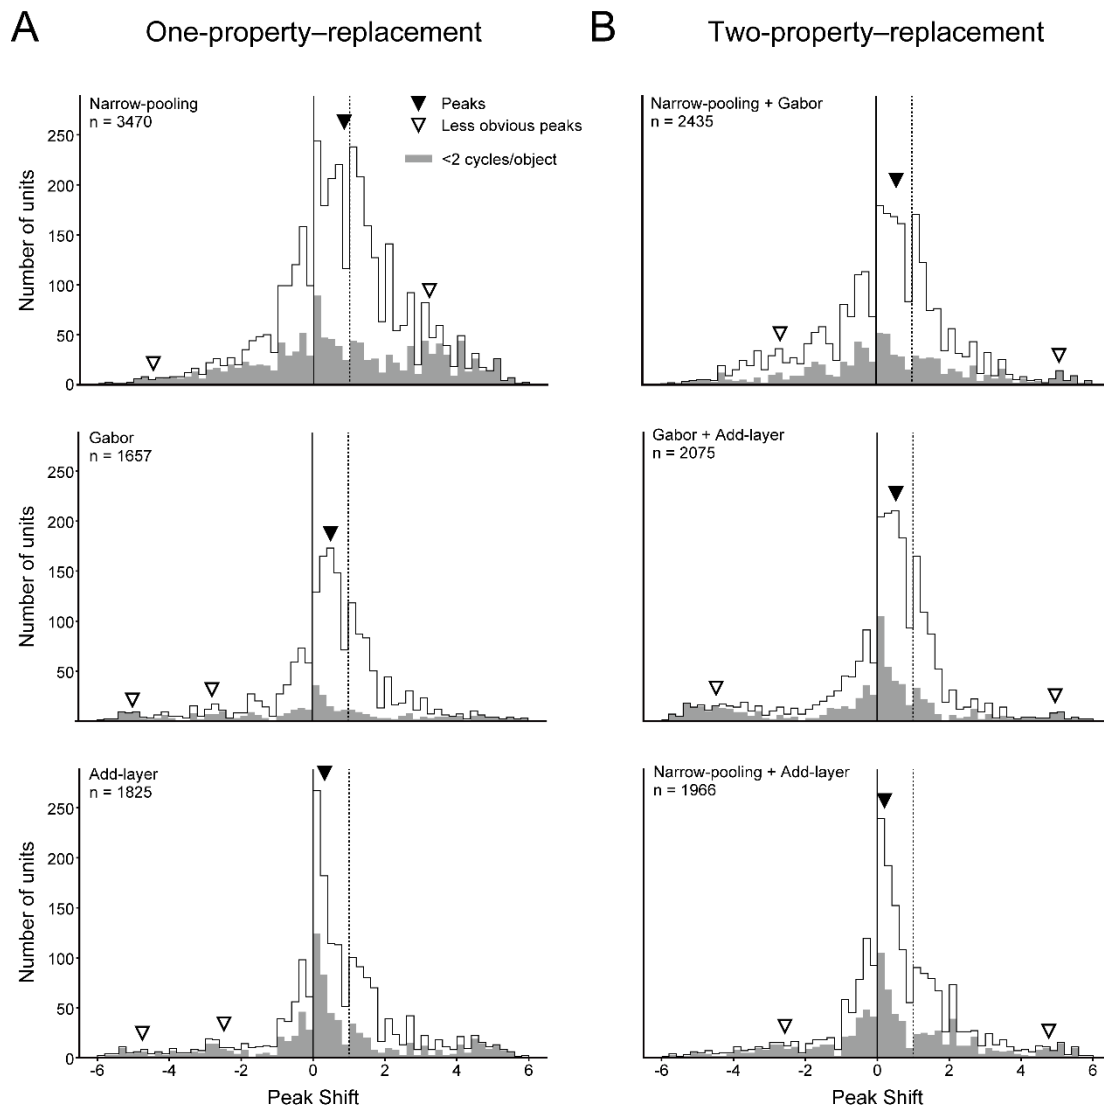 A
One-property–replacement
B
Two-property–replacement
Narrow-pooling
n = 3470
Peaks
Less obvious peaks
<2 cycles/object
Number of units
250
200
150
100
50
0
Narrow-pooling + Gabor
n = 2435
Gabor
n = 1657
Number of units
250
200
150
100
50
Gabor + Add-layer
n = 2075
Add-layer
n = 1825
Number of units
250
200
150
100
50
0
-6 -4 -2 0 2 4 6
Peak Shift
Narrow-pooling + Add-layer
n = 1966
-6 -4 -2 0 2 4 6
Peak Shift